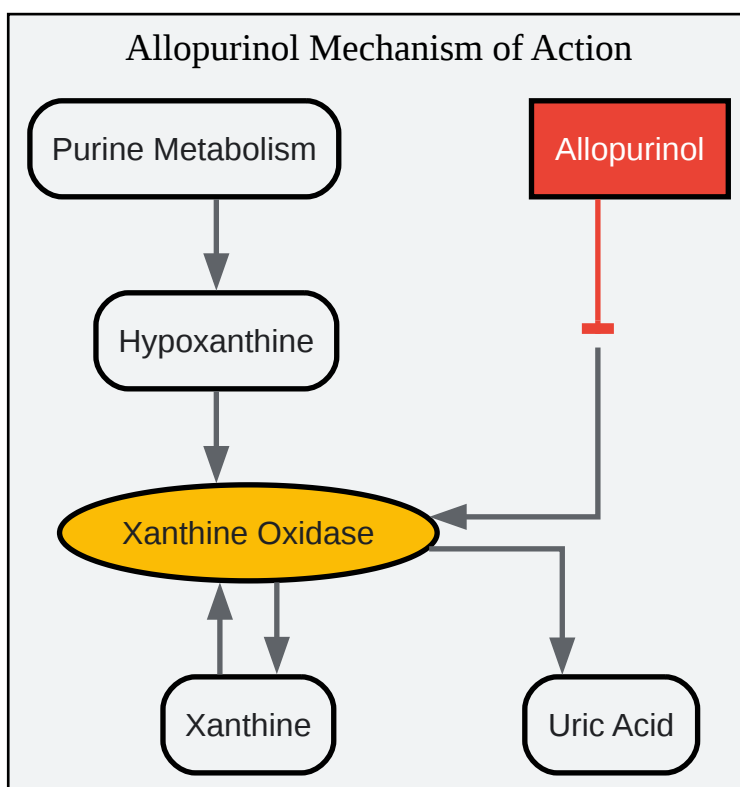 Allopurinol Mechanism of Action
Purine Metabolism
Allopurinol
Hypoxanthine
Xanthine Oxidase
Xanthine
Uric Acid